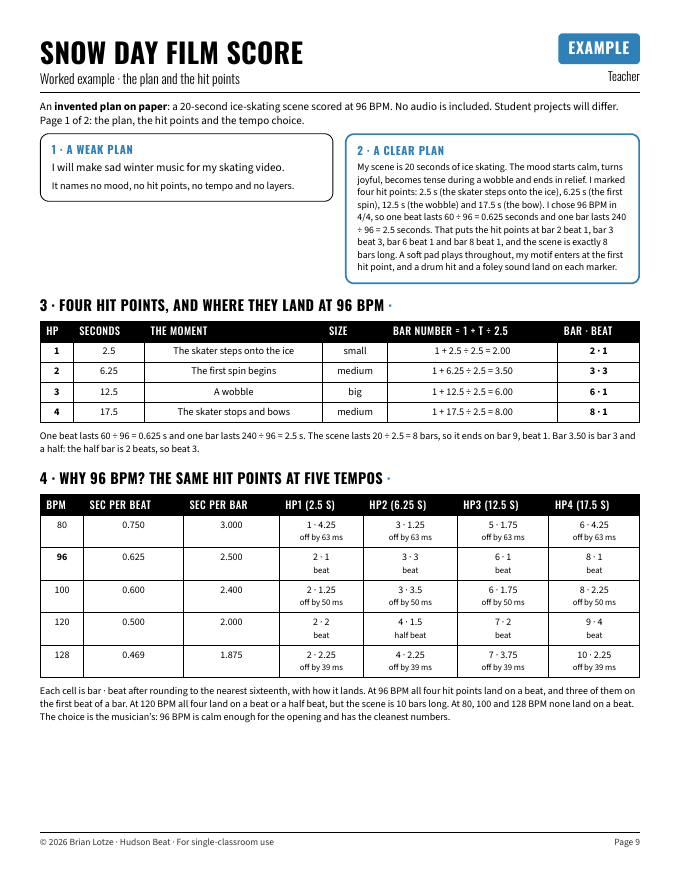 SNOW DAY FILM SCORE
EXAMPLE
Worked example · the plan and the hit points
Teacher
An invented plan on paper: a 20-second ice-skating scene scored at 96 BPM. No audio is included. Student projects will differ.
Page 1 of 2: the plan, the hit points and the tempo choice.
1 · A WEAK PLAN
I will make sad winter music for my skating video.
It names no mood, no hit points, no tempo and no layers.
2 · A CLEAR PLAN
My scene is 20 seconds of ice skating. The mood starts calm, turns
joyful, becomes tense during a wobble and ends in relief. I marked
four hit points: 2.5 s (the skater steps onto the ice), 6.25 s (the first
spin), 12.5 s (the wobble) and 17.5 s (the bow). I chose 96 BPM in
4/4, so one beat lasts 60 ÷ 96 = 0.625 seconds and one bar lasts 240
÷ 96 = 2.5 seconds. That puts the hit points at bar 2 beat 1, bar 3
beat 3, bar 6 beat 1 and bar 8 beat 1, and the scene is exactly 8
bars long. A soft pad plays throughout, my motif enters at the first
hit point, and a drum hit and a foley sound land on each marker.
3 · FOUR HIT POINTS, AND WHERE THEY LAND AT 96 BPM ·
HP SECONDS THE MOMENT SIZE BAR NUMBER = 1 + T ÷ 2.5 BAR · BEAT
1 2.5 The skater steps onto the ice small 1 + 2.5 ÷ 2.5 = 2.00 2 · 1
2 6.25 The first spin begins medium 1 + 6.25 ÷ 2.5 = 3.50 3 · 3
3 12.5 A wobble big 1 + 12.5 ÷ 2.5 = 6.00 6 · 1
4 17.5 The skater stops and bows medium 1 + 17.5 ÷ 2.5 = 8.00 8 · 1
One beat lasts 60 ÷ 96 = 0.625 s and one bar lasts 240 ÷ 96 = 2.5 s. The scene lasts 20 ÷ 2.5 = 8 bars, so it ends on bar 9, beat 1. Bar 3.50 is bar 3 and
a half: the half bar is 2 beats, so beat 3.
4 · WHY 96 BPM? THE SAME HIT POINTS AT FIVE TEMPOS ·
BPM SEC PER BEAT SEC PER BAR HP1 (2.5 S) HP2 (6.25 S) HP3 (12.5 S) HP4 (17.5 S)
80 0.750 3.000 1 · 4.25 3 · 1.25 5 · 1.75 6 · 4.25
off by 63 ms off by 63 ms off by 63 ms off by 63 ms
96 0.625 2.500 2 · 1 3 · 3 6 · 1 8 · 1
beat beat beat beat
100 0.600 2.400 2 · 1.25 3 · 3.5 6 · 1.75 8 · 2.25
off by 50 ms off by 50 ms off by 50 ms off by 50 ms
120 0.500 2.000 2 · 2 4 · 1.5 7 · 2 9 · 4
beat half beat beat beat
128 0.469 1.875 2 · 2.25 4 · 2.25 7 · 3.75 10 · 2.25
off by 39 ms off by 39 ms off by 39 ms off by 39 ms
Each cell is bar · beat after rounding to the nearest sixteenth, with how it lands. At 96 BPM all four hit points land on a beat, and three of them on
the first beat of a bar. At 120 BPM all four land on a beat or a half beat, but the scene is 10 bars long. At 80, 100 and 128 BPM none land on a beat.
The choice is the musician's: 96 BPM is calm enough for the opening and has the cleanest numbers.
© 2026 Brian Lotze · Hudson Beat · For single-classroom use
Page 9